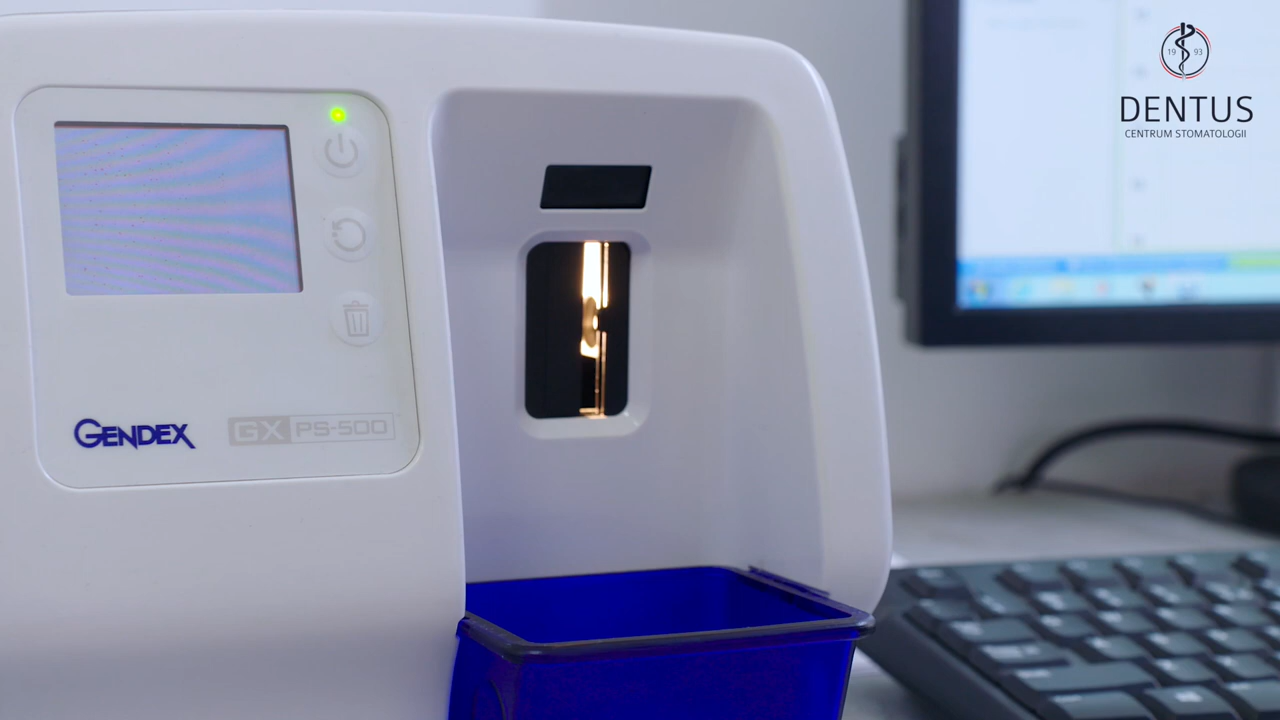 GENDEX
GX PS-500
19 93
DENTUS
CENTRUM STOMATOLOGII